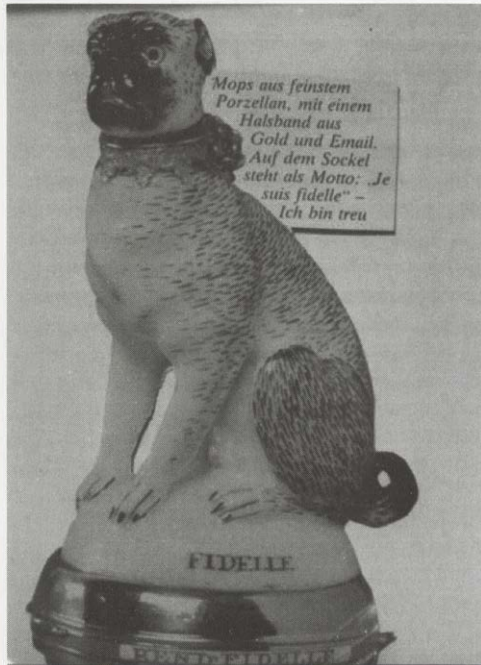 Mops aus feinstem
Porzellan, mit einem
Halsband aus
Gold und Email.
Auf dem Sockel
steht als Motto: „Je
suis fidelle“ –
Ich bin treu
FIDELLE
FIDELLE